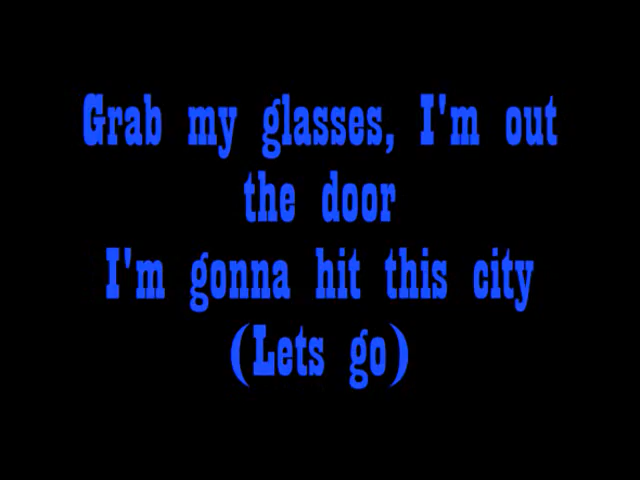 Grab my glasses, I'm out
the door
I'm gonna hit this city
(Lets go)